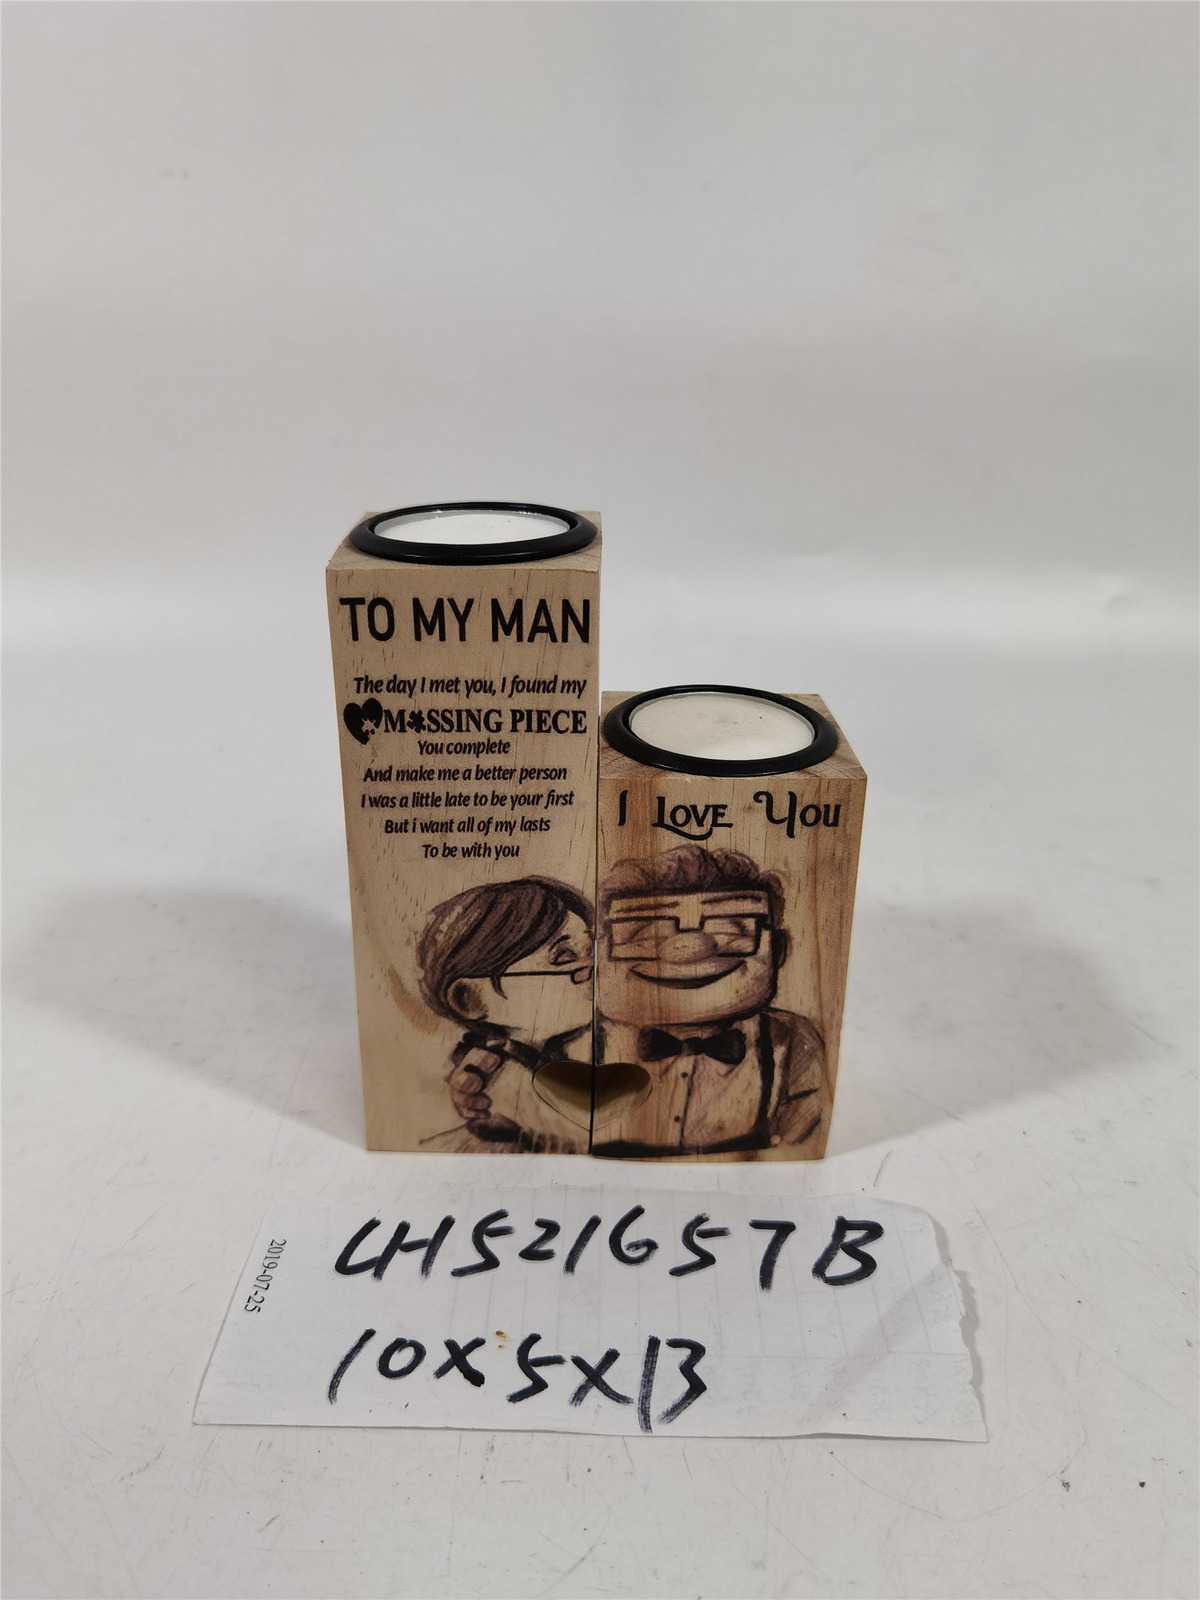 TO MY MAN
The day I met you, I found my
M SSING PIECE
You complete
And make me a better person
I was a little late to be your first
But i want all of my lasts
To be with you
I LOVE YOU
2019-07-25
CH521657B
10X5X13